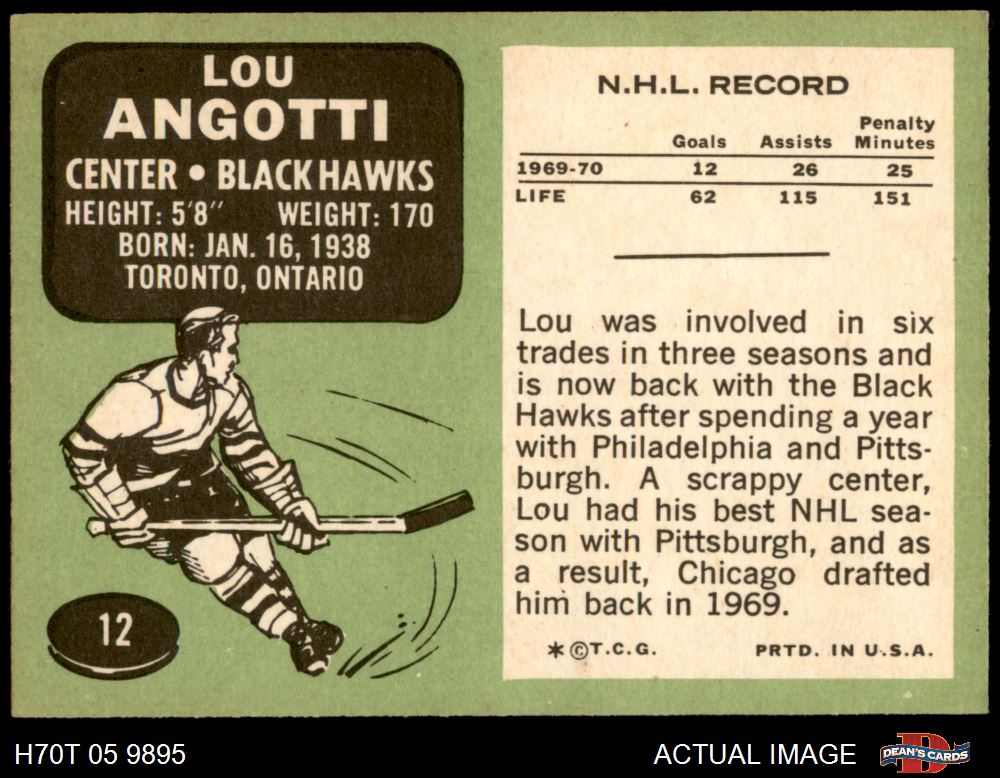 LOU
ANGOTTI
CENTER • BLACK HAWKS
HEIGHT: 5'8" WEIGHT: 170
BORN: JAN. 16, 1938
TORONTO, ONTARIO
12
N.H.L. RECORD
Goals Assists Penalty Minutes
1969-70 12 26 25
LIFE 62 115 151
Lou was involved in six
trades in three seasons and
is now back with the Black
Hawks after spending a year
with Philadelphia and Pitts-
burgh. A scrappy center,
Lou had his best NHL sea-
son with Pittsburgh, and as
a result, Chicago drafted
him back in 1969.
* © T.C.G. PRTD. IN U.S.A.
H70T 05 9895 ACTUAL IMAGE DEAN'S CARDS